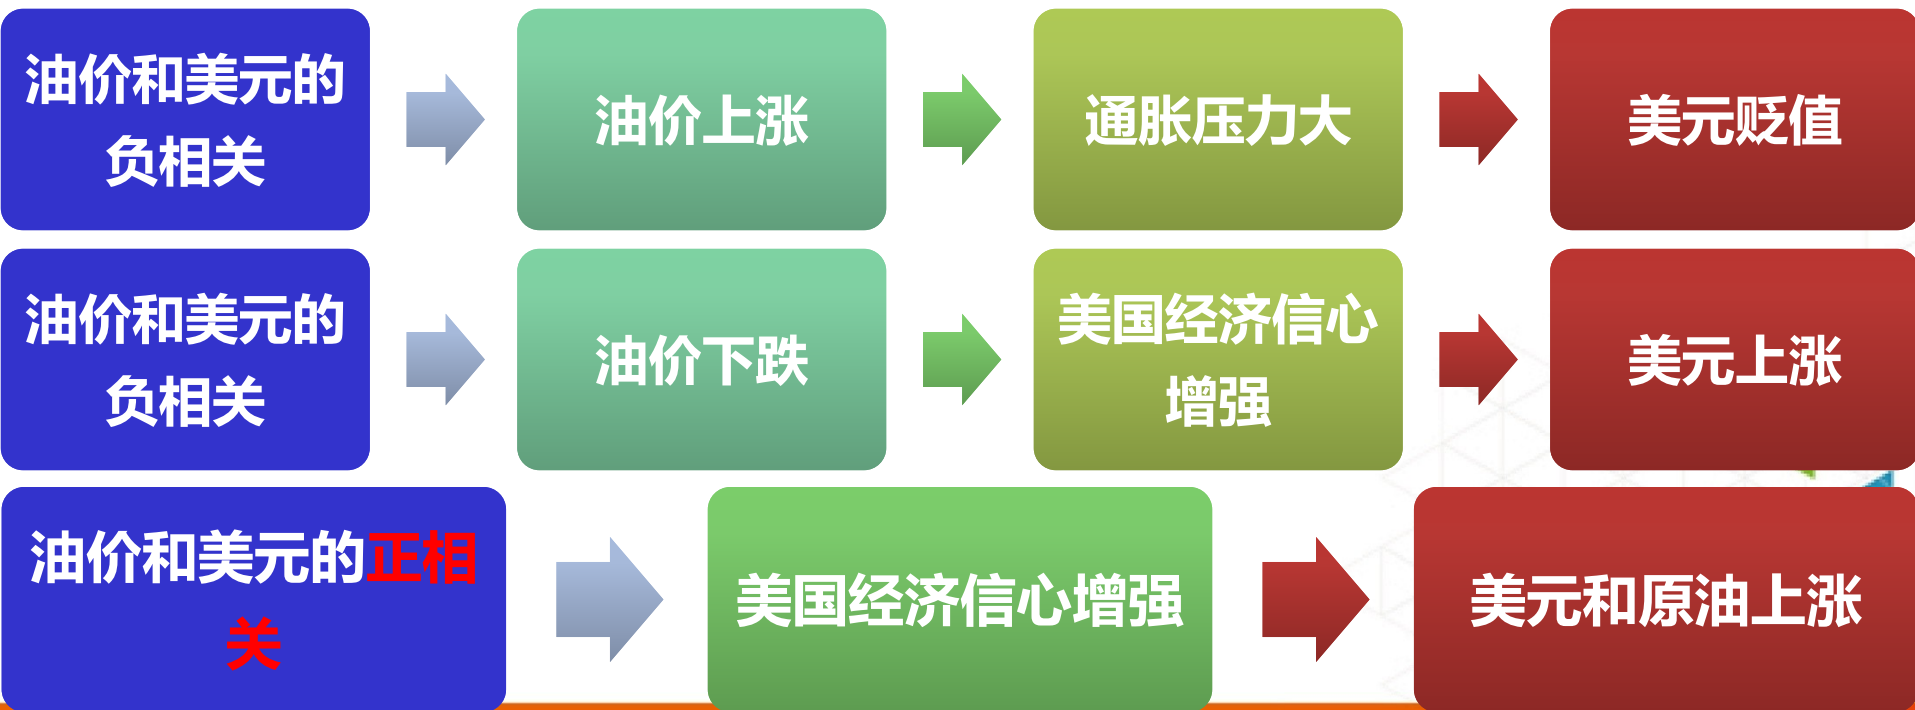 油价和美元的
负相关
油价上涨
通胀压力大
美元贬值
油价和美元的
负相关
油价下跌
美国经济信心
增强
美元上涨
油价和美元的正相
关
美国经济信心增强
美元和原油上涨